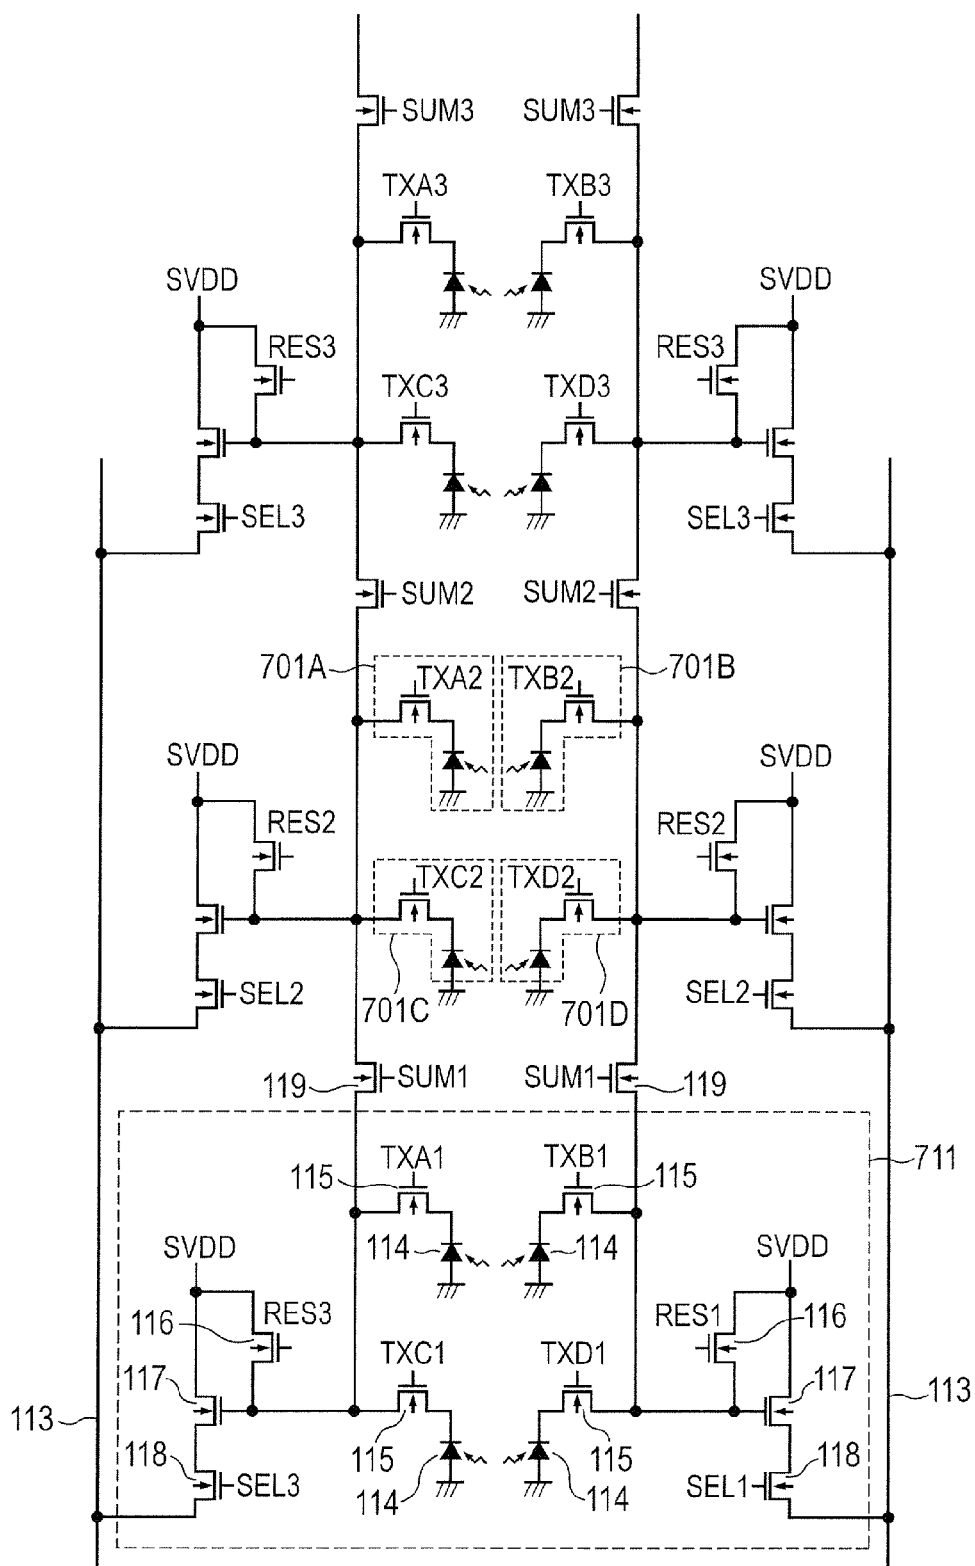 SUM3 SUM3
TXA3 TXB3
SVDD SVDD
RES3 RES3
TXC3 TXD3
SEL3 SEL3
SUM2 SUM2
701A 701B
TXA2 TXB2
SVDD SVDD
RES2 RES2
TXC2 TXD2
SEL2 SEL2
701C 701D
119 SUM1 SUM1 119
TXA1 TXB1 711
115 115
SVDD 114 114 SVDD
116 RES3 RES1 116
117 TXC1 TXD1 117
113 113
118 115 115 118
SEL3 114 114 SEL1